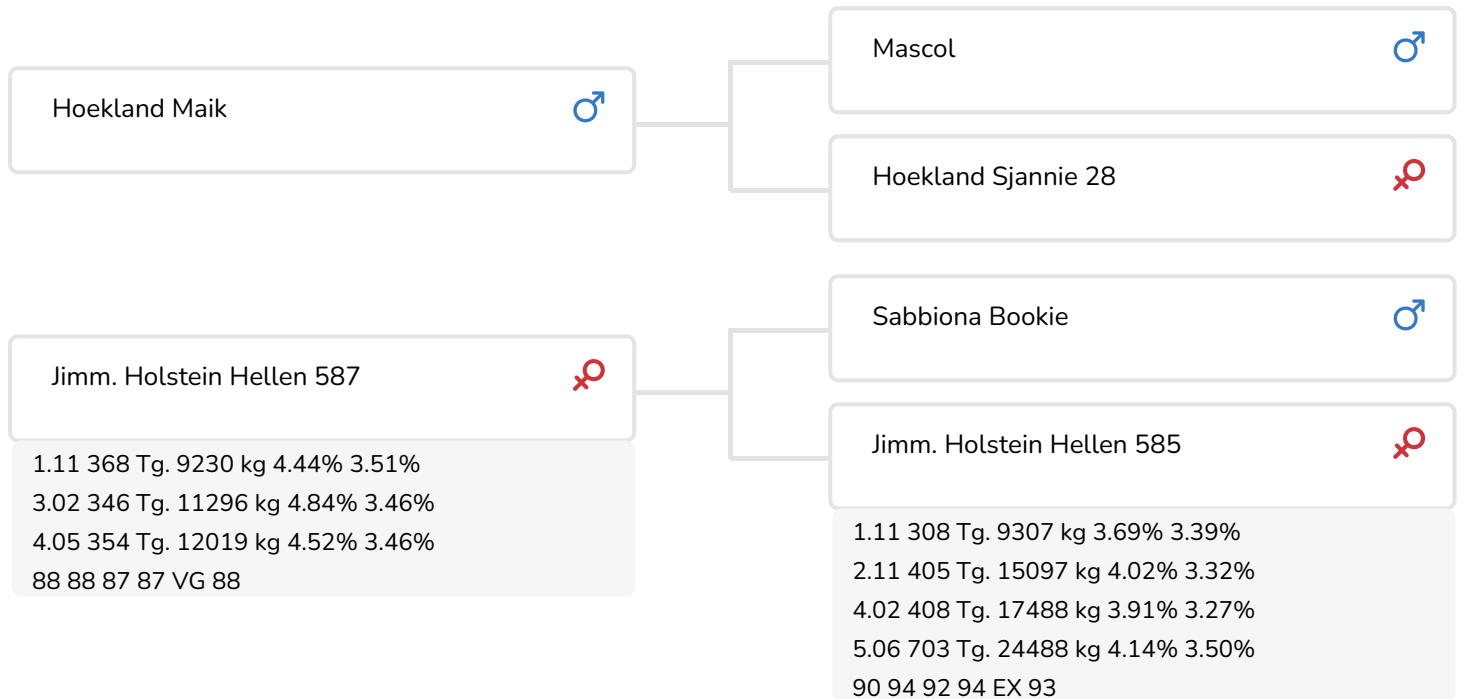 Hoekland Maik
Mascol
Hoekland Sjannie 28
Jimm. Holstein Hellen 587
1.11 368 Tg. 9230 kg 4.44% 3.51%
3.02 346 Tg. 11296 kg 4.84% 3.46%
4.05 354 Tg. 12019 kg 4.52% 3.46%
88 88 87 87 VG 88
Sabbiona Bookie
Jimm. Holstein Hellen 585
1.11 308 Tg. 9307 kg 3.69% 3.39%
2.11 405 Tg. 15097 kg 4.02% 3.32%
4.02 408 Tg. 17488 kg 3.91% 3.27%
5.06 703 Tg. 24488 kg 4.14% 3.50%
90 94 92 94 EX 93